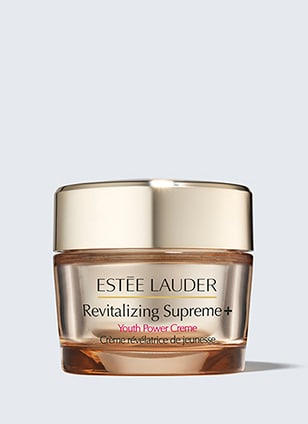 ESTĒE LAUDER
Revitalizing Supreme+
Youth Power Creme
Crème révélatrice de jeunesse